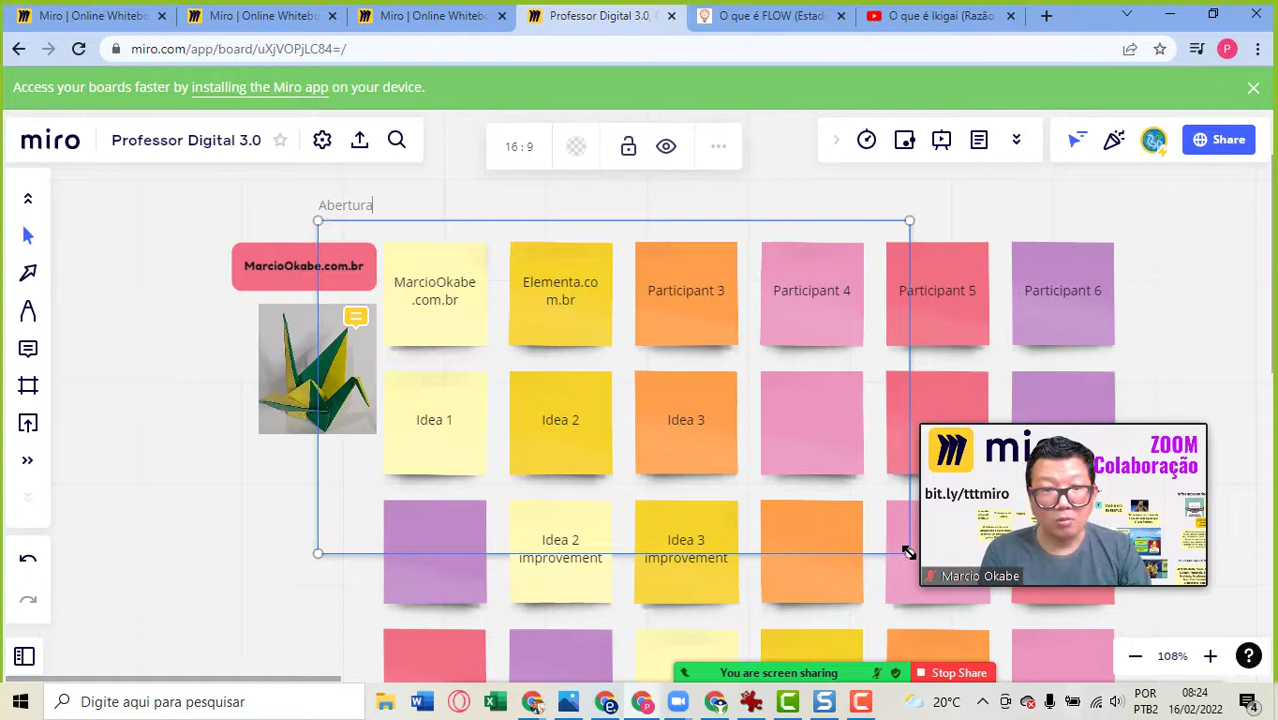 Miro | Online Whitebo
Miro | Online Whitebo
Miro | Online Whitebo
Professor Digital 3.0,
O que é FLOW (Estad
O que é Ikigai (Razão
miro.com/app/board/uXjVOPjLC84=/
P
Access your boards faster by installing the Miro app on your device.
miro
Professor Digital 3.0
16 : 9
Share
Abertura
MarcioOkabe.com.br
MarcioOkabe
.com.br
Elementa.co
m.br
Participant 3
Participant 4
Participant 5
Participant 6
Idea 1
Idea 2
Idea 3
Idea 2
improvement
Idea 3
improvement
ZOOM
Colaboração
bit.ly/tttmiro
Marcio Okabe
108%
You are screen sharing
Stop Share
Digite aqui para pesquisar
20°C
POR
PTB2
08:24
16/02/2022
4